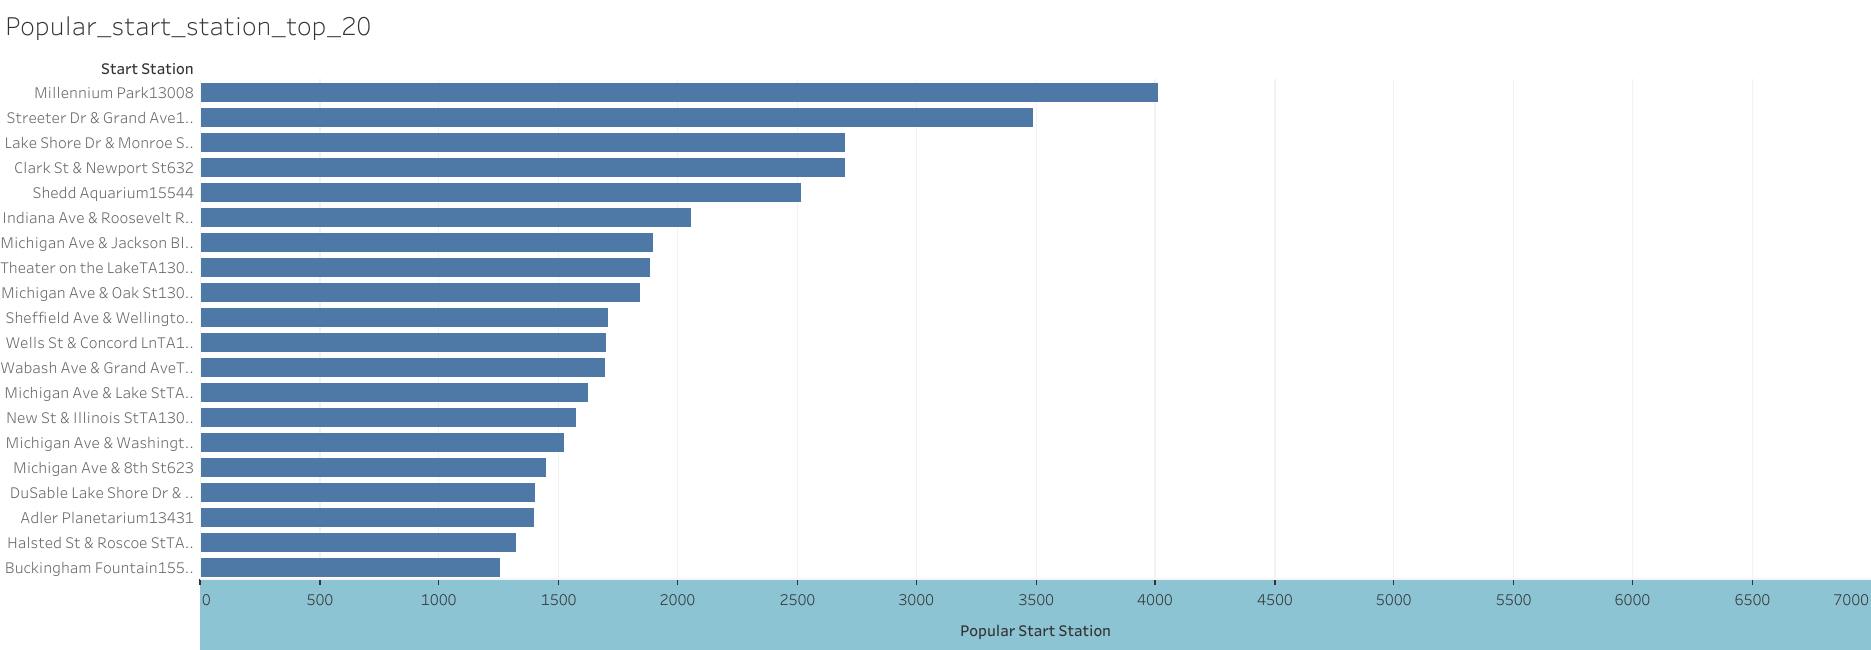 Popular_start_station_top_20
Start Station
Millennium Park13008
Streeter Dr & Grand Ave1..
Lake Shore Dr & Monroe S..
Clark St & Newport St632
Shedd Aquarium15544
Indiana Ave & Roosevelt R..
Michigan Ave & Jackson Bl..
Theater on the LakeTA130..
Michigan Ave & Oak St130..
Sheffield Ave & Wellingto..
Wells St & Concord LnTA1..
Wabash Ave & Grand AveT..
Michigan Ave & Lake StTA..
New St & Illinois StTA130..
Michigan Ave & Washingt..
Michigan Ave & 8th St623
DuSable Lake Shore Dr & ..
Adler Planetarium13431
Halsted St & Roscoe StTA..
Buckingham Fountain155..
0 500 1000 1500 2000 2500 3000 3500 4000 4500 5000 5500 6000 6500 7000
Popular Start Station